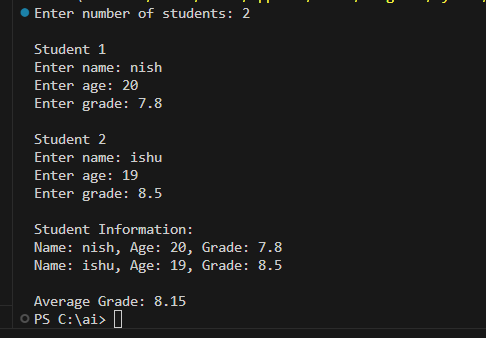 Enter number of students: 2
Student 1
Enter name: nish
Enter age: 20
Enter grade: 7.8
Student 2
Enter name: ishu
Enter age: 19
Enter grade: 8.5
Student Information:
Name: nish, Age: 20, Grade: 7.8
Name: ishu, Age: 19, Grade: 8.5
Average Grade: 8.15
PS C:\ai>